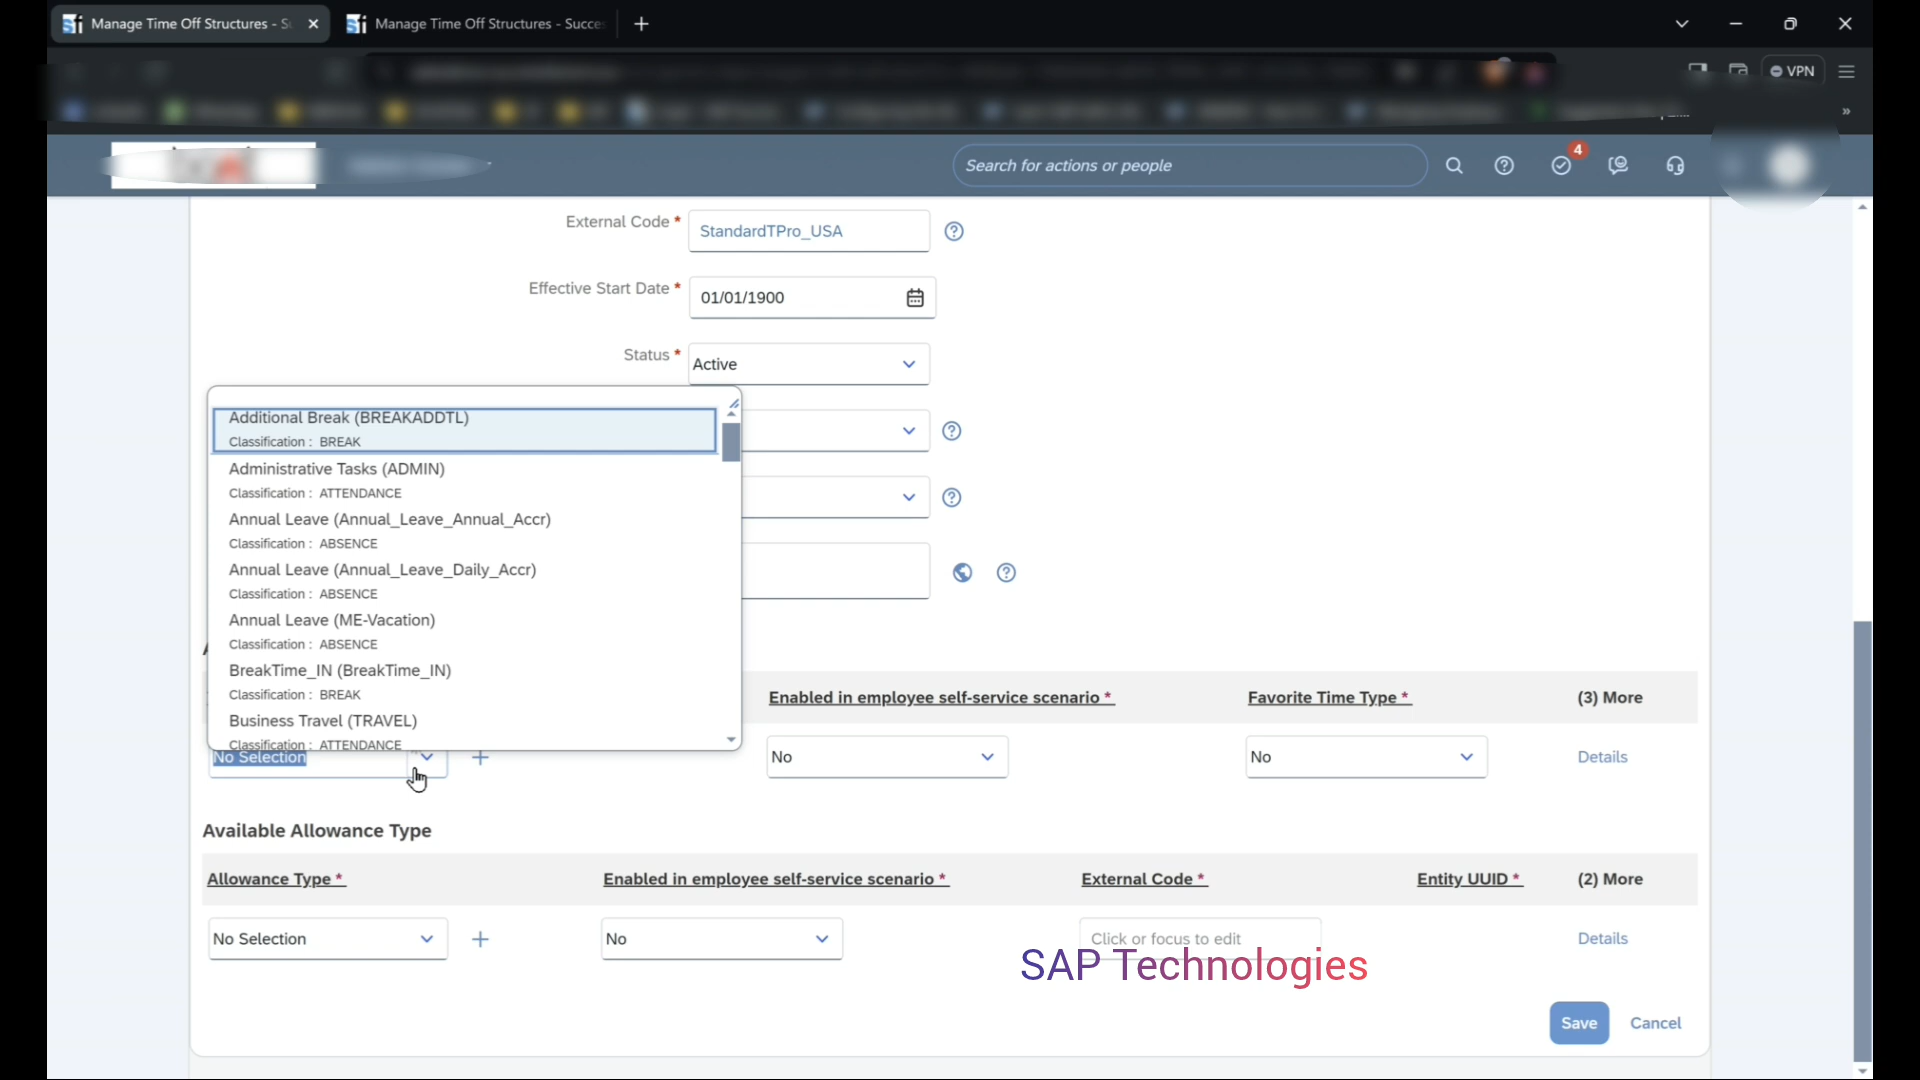 Manage Time Off Structures - S
Manage Time Off Structures - Succe
VPN
Search for actions or people
4
External Code *
StandardTPro_USA
Effective Start Date *
01/01/1900
Status *
Active
Additional Break (BREAKADDTL)
Classification : BREAK
Administrative Tasks (ADMIN)
Classification : ATTENDANCE
Annual Leave (Annual_Leave_Annual_Accr)
Classification : ABSENCE
Annual Leave (Annual_Leave_Daily_Accr)
Classification : ABSENCE
Annual Leave (ME-Vacation)
Classification : ABSENCE
BreakTime_IN (BreakTime_IN)
Classification : BREAK
Business Travel (TRAVEL)
Classification : ATTENDANCE
Enabled in employee self-service scenario *
Favorite Time Type *
(3) More
No Selection
No
No
Details
Available Allowance Type
Allowance Type *
Enabled in employee self-service scenario *
External Code *
Entity UUID *
(2) More
No Selection
No
Click or focus to edit
Details
SAP Technologies
Save
Cancel